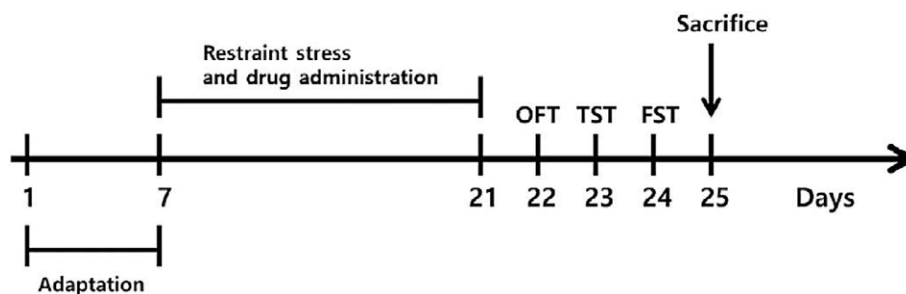 Sacrifice
Restraint stress
and drug administration
OFT TST FST
1 7 21 22 23 24 25 Days
Adaptation